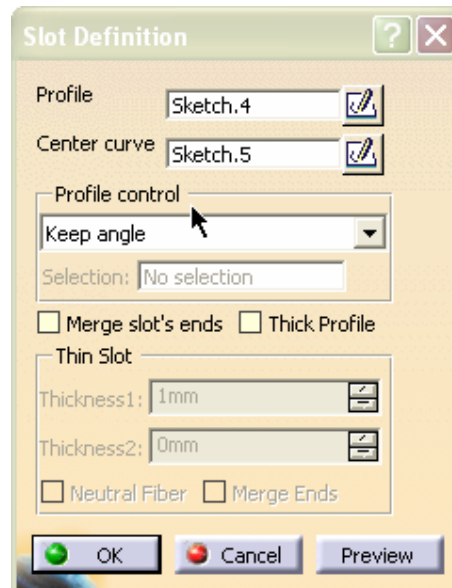 Slot Definition ?
Profile Sketch.4
Center curve Sketch.5
Profile control
Keep angle
Selection: No selection
Merge slot's ends Thick Profile
Thin Slot
Thickness1: 1mm
Thickness2: 0mm
Neutral Fiber Merge Ends
OK Cancel Preview